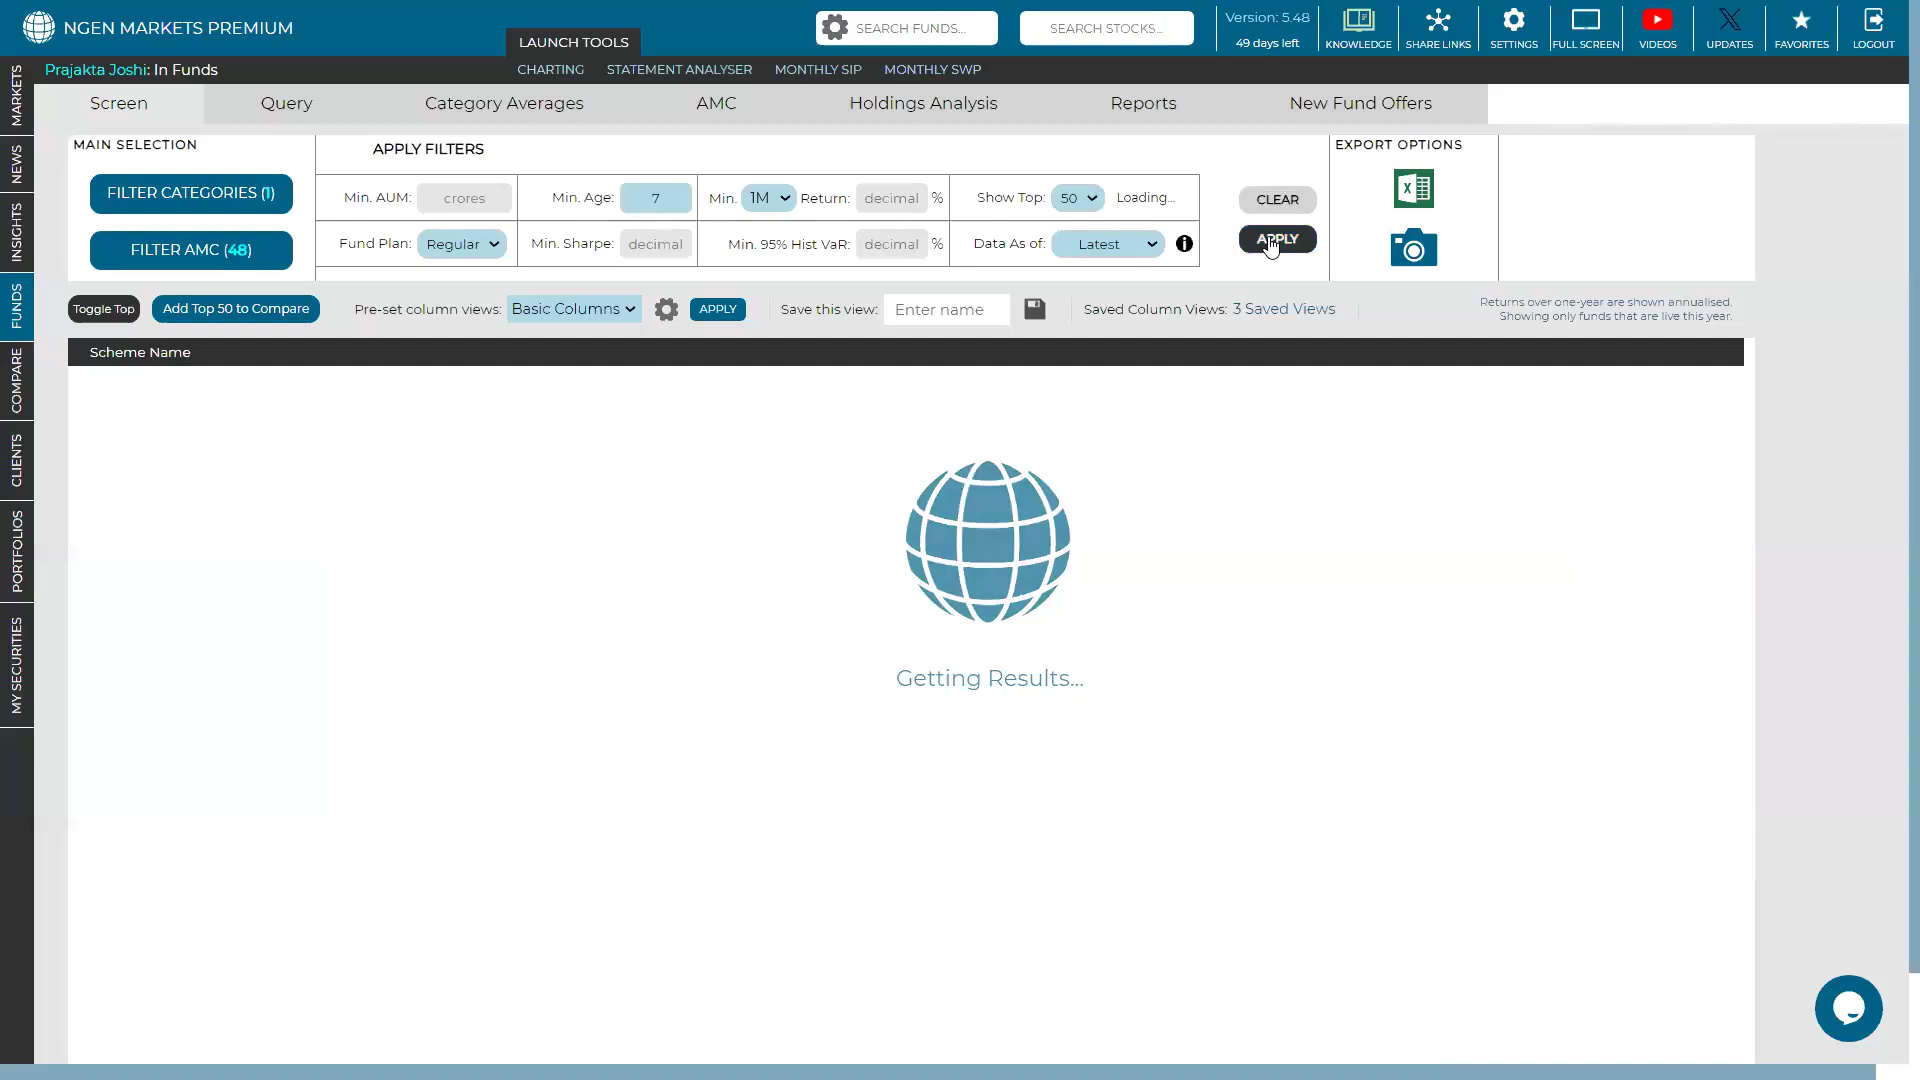 NGEN MARKETS PREMIUM
LAUNCH TOOLS
SEARCH FUNDS...
SEARCH STOCKS...
Version: 5.48
49 days left
KNOWLEDGE
SHARE LINKS
SETTINGS
FULL SCREEN
VIDEOS
UPDATES
FAVORITES
LOGOUT
Prajakta Joshi: In Funds
CHARTING
STATEMENT ANALYSER
MONTHLY SIP
MONTHLY SWP
MARKETS
NEWS
INSIGHTS
FUNDS
COMPARE
CLIENTS
PORTFOLIOS
MY SECURITIES
Screen
Query
Category Averages
AMC
Holdings Analysis
Reports
New Fund Offers
MAIN SELECTION
FILTER CATEGORIES (1)
FILTER AMC (48)
APPLY FILTERS
Min. AUM: crores
Min. Age: 7
Min. 1M Return: decimal %
Show Top: 50 Loading...
Fund Plan: Regular
Min. Sharpe: decimal
Min. 95% Hist VaR: decimal %
Data As of: Latest
CLEAR
APPLY
EXPORT OPTIONS
Toggle Top
Add Top 50 to Compare
Pre-set column views: Basic Columns
APPLY
Save this view: Enter name
Saved Column Views: 3 Saved Views
Returns over one-year are shown annualised.
Showing only funds that are live this year.
Scheme Name
Getting Results...